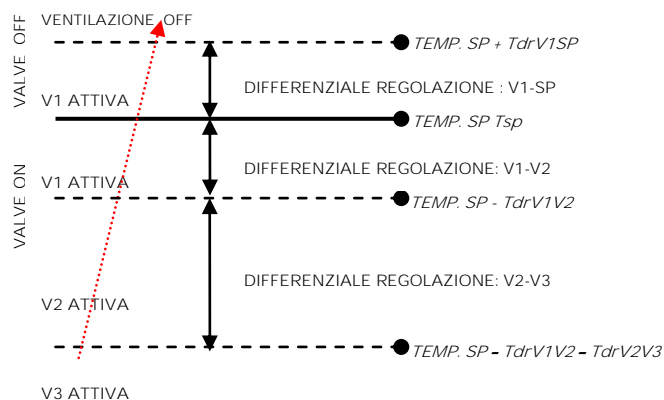 VENTILAZIONE OFF
TEMP. SP + TdrV1SP
VALVE OFF
DIFFERENZIALE REGOLAZIONE : V1-SP
V1 ATTIVA
TEMP. SP Tsp
DIFFERENZIALE REGOLAZIONE: V1-V2
V1 ATTIVA
VALVE ON
TEMP. SP - TdrV1V2
DIFFERENZIALE REGOLAZIONE: V2-V3
V2 ATTIVA
TEMP. SP – TdrV1V2 – TdrV2V3
V3 ATTIVA